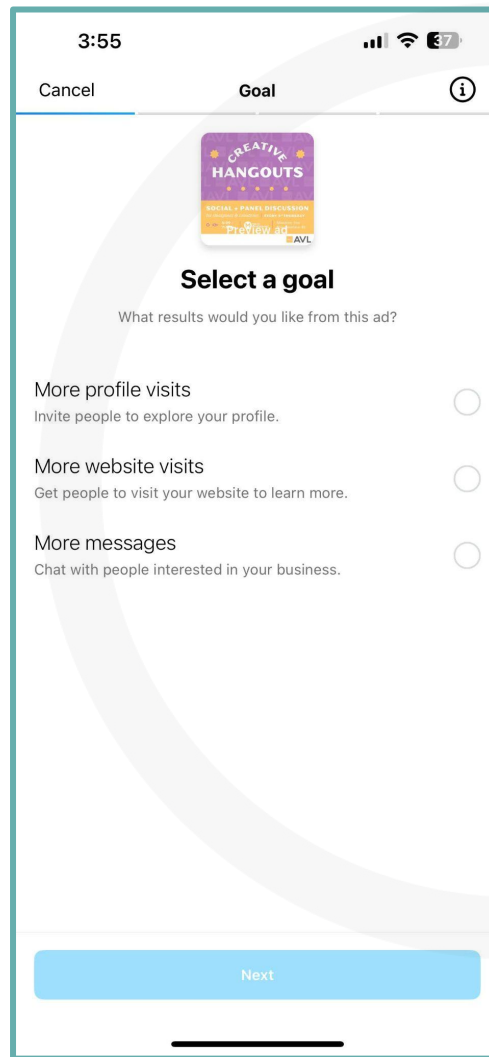 3:55
37
Cancel
Goal
CREATIVE
HANGOUTS
SOCIAL + PANEL DISCUSSION
Preview ad
AVL
Select a goal
What results would you like from this ad?
More profile visits
Invite people to explore your profile.
More website visits
Get people to visit your website to learn more.
More messages
Chat with people interested in your business.
Next